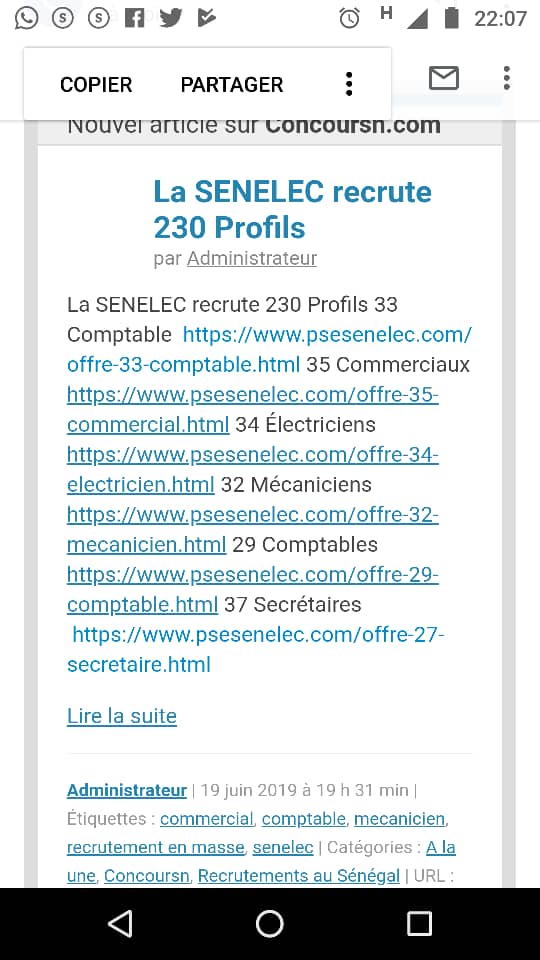 H 22:07
COPIER PARTAGER
Nouvel article sur Concoursn.com
La SENELEC recrute
230 Profils
par Administrateur
La SENELEC recrute 230 Profils 33
Comptable https://www.psesenelec.com/
offre-33-comptable.html 35 Commerciaux
https://www.psesenelec.com/offre-35-
commercial.html 34 Électriciens
https://www.psesenelec.com/offre-34-
electricien.html 32 Mécaniciens
https://www.psesenelec.com/offre-32-
mecanicien.html 29 Comptables
https://www.psesenelec.com/offre-29-
comptable.html 37 Secrétaires
https://www.psesenelec.com/offre-27-
secretaire.html
Lire la suite
Administrateur | 19 juin 2019 à 19 h 31 min |
Étiquettes : commercial, comptable, mecanicien,
recrutement en masse, senelec | Catégories : A la
une, Concoursn, Recrutements au Sénégal | URL :